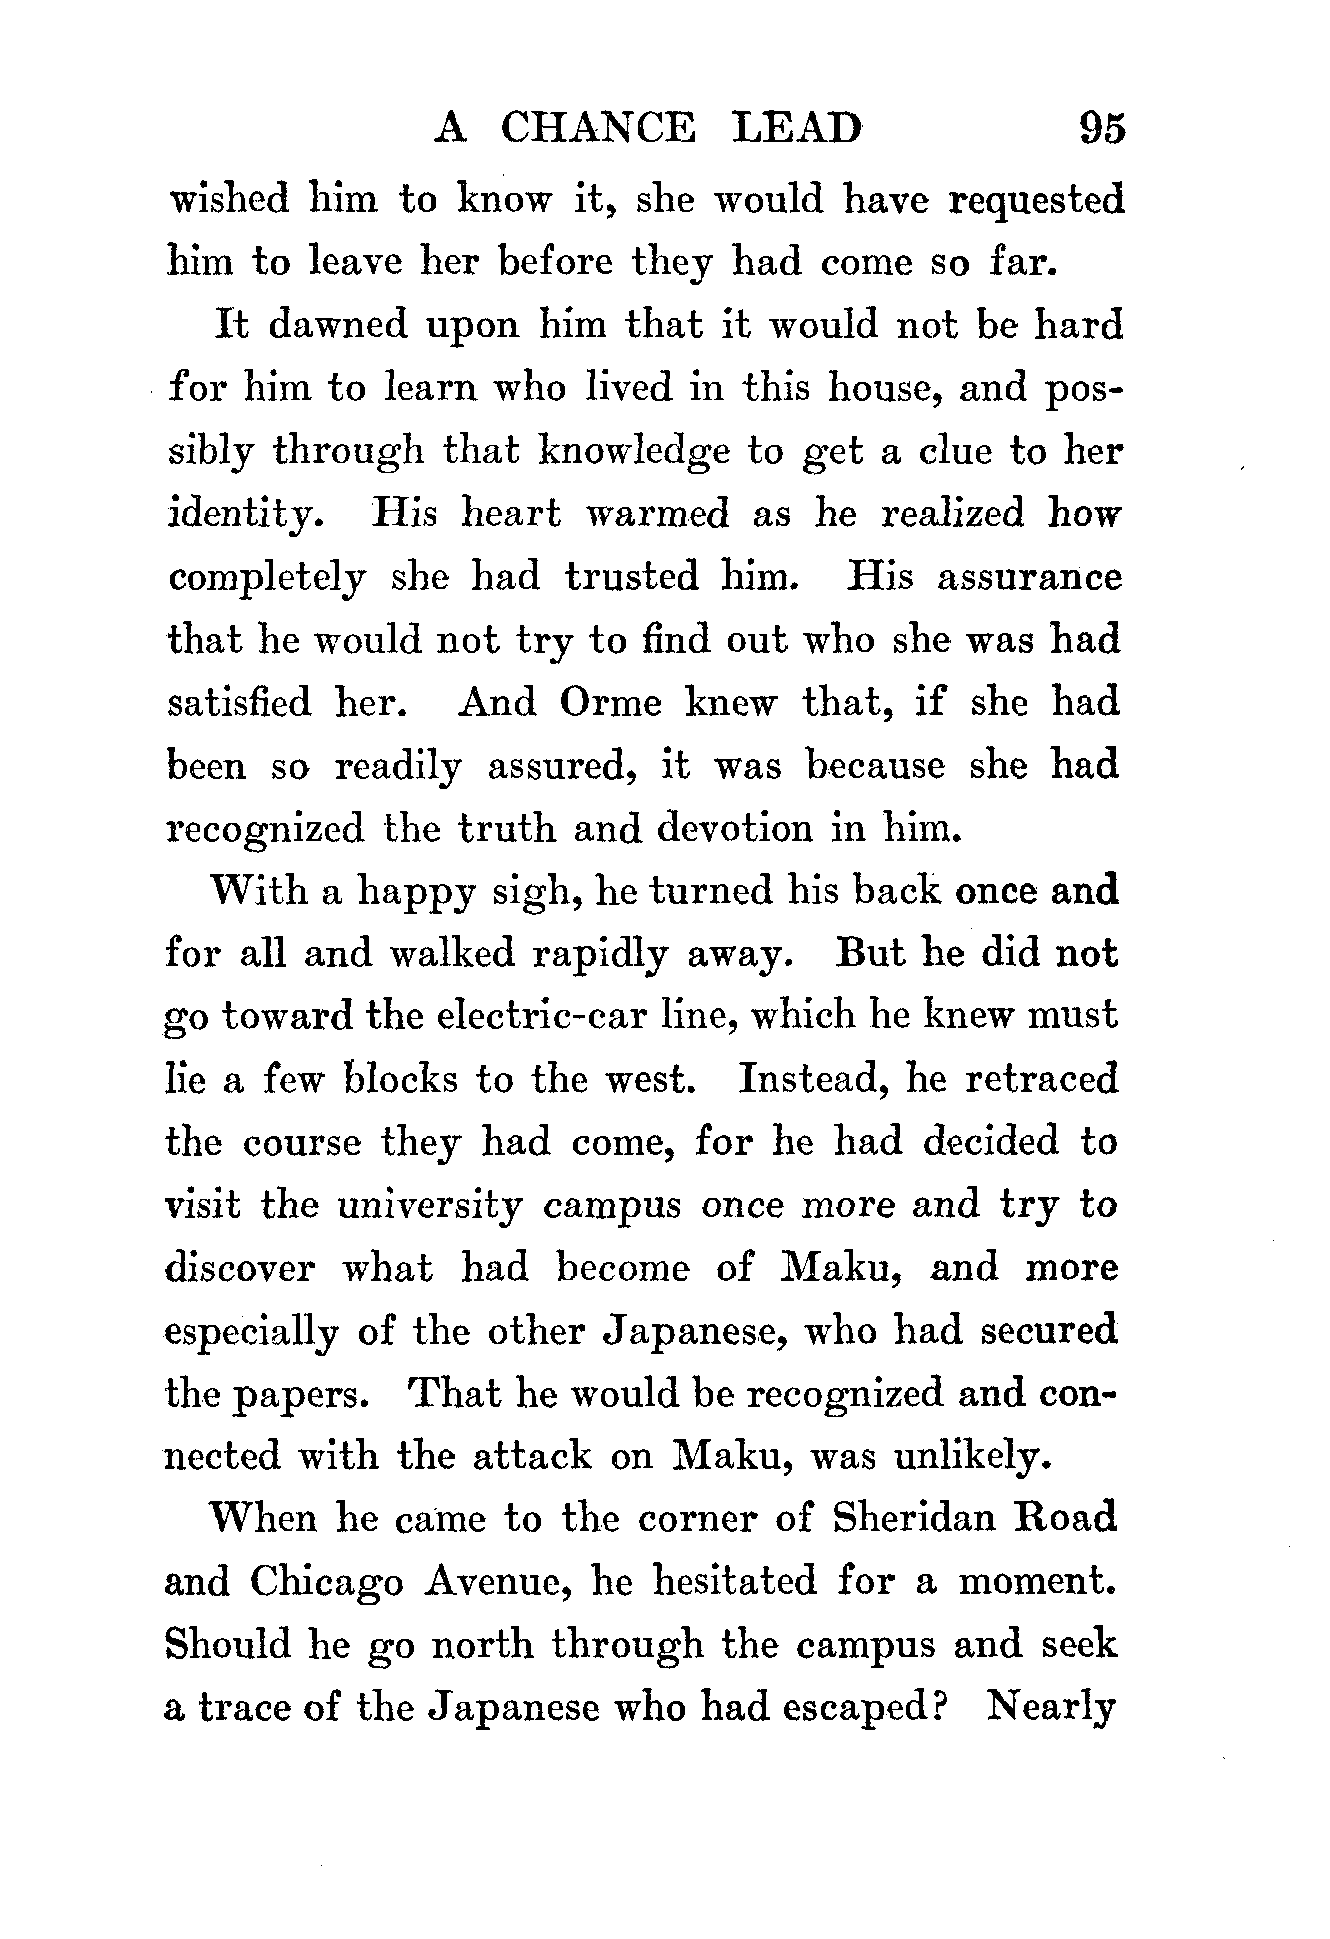 A CHANCE LEAD 95
wished him to know it, she would have requested
him to leave her before they had come so far.
It dawned upon him that it would not be hard
for him to learn who lived in this house, and pos-
sibly through that knowledge to get a clue to her
identity. His heart warmed as he realized how
completely she had trusted him. His assurance
that he would not try to find out who she was had
satisfied her. And Orme knew that, if she had
been so readily assured, it was because she had
recognized the truth and devotion in him.
With a happy sigh, he turned his back once and
for all and walked rapidly away. But he did not
go toward the electric-car line, which he knew must
lie a few blocks to the west. Instead, he retraced
the course they had come, for he had decided to
visit the university campus once more and try to
discover what had become of Maku, and more
especially of the other Japanese, who had secured
the papers. That he would be recognized and con-
nected with the attack on Maku, was unlikely.
When he came to the corner of Sheridan Road
and Chicago Avenue, he hesitated for a moment.
Should he go north through the campus and seek
a trace of the Japanese who had escaped? Nearly